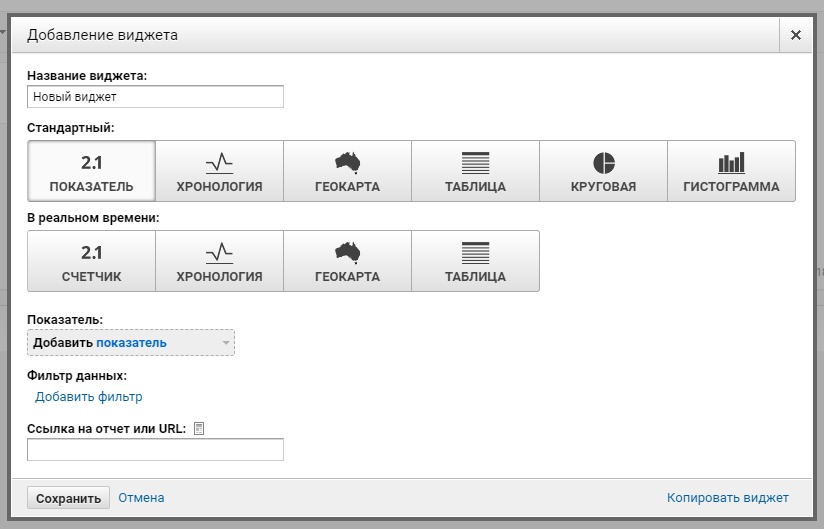 Добавление виджета
Название виджета:
Новый виджет
Стандартный:
2.1
ПОКАЗАТЕЛЬ ХРОНОЛОГИЯ ГЕОКАРТА ТАБЛИЦА КРУГОВАЯ ГИСТОГРАММА
В реальном времени:
2.1
СЧЕТЧИК ХРОНОЛОГИЯ ГЕОКАРТА ТАБЛИЦА
Показатель:
Добавить показатель
Фильтр данных:
Добавить фильтр
Ссылка на отчет или URL:
Сохранить Отмена Копировать виджет